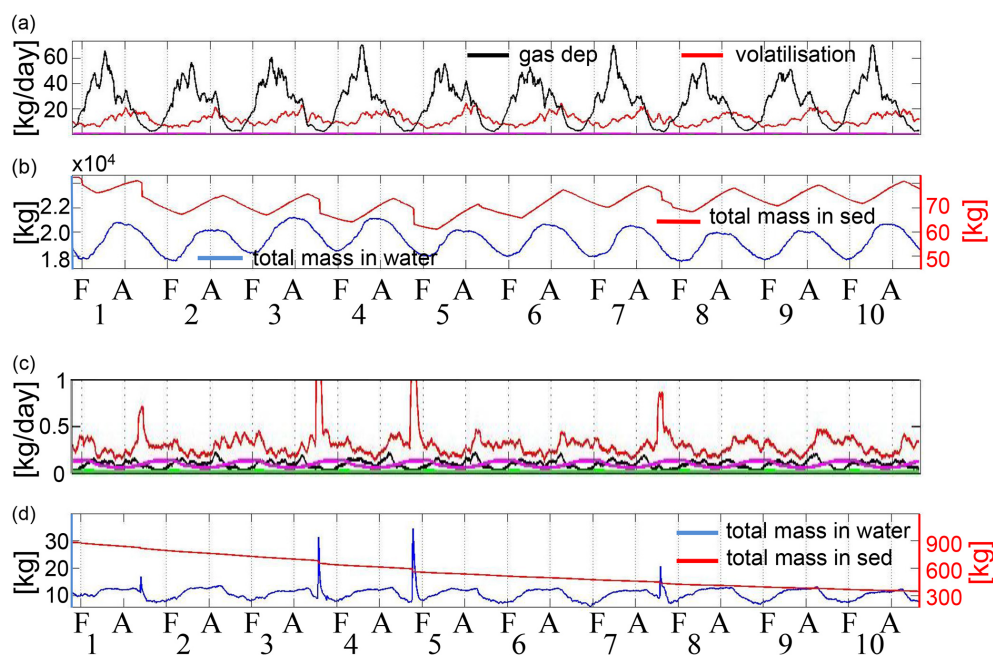 (a)
[kg/day]
60
40
20
gas dep
volatilisation
(b)
x10⁴
[kg]
2.2
2.0
1.8
total mass in sed
total mass in water
70
60
50
[kg]
F A F A F A F A F A F A F A F A F A F A
1 2 3 4 5 6 7 8 9 10
(c)
[kg/day]
1
0.5
0
(d)
[kg]
30
20
10
total mass in water
total mass in sed
900
600
300
[kg]
F A F A F A F A F A F A F A F A F A F A
1 2 3 4 5 6 7 8 9 10